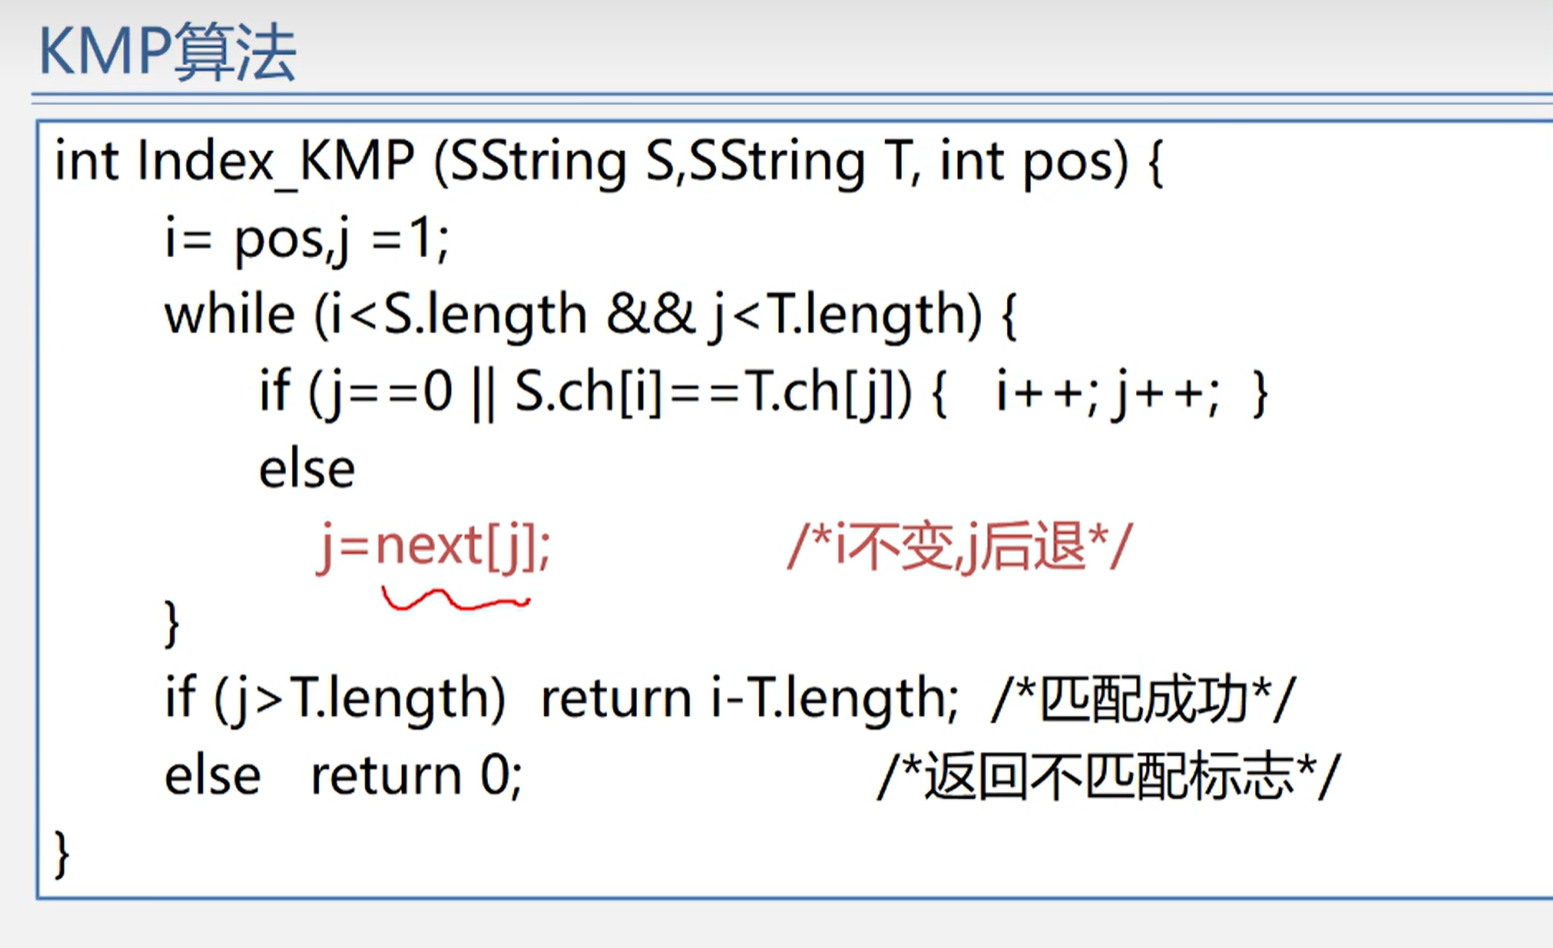 KMP算法
int Index_KMP (SString S,SString T, int pos) {
i= pos,j =1;
while (i<S.length && j<T.length) {
if (j==0 || S.ch[i]==T.ch[j]) { i++; j++; }
else
j=next[j]; /*i不变,j后退*/
}
if (j>T.length) return i-T.length; /*匹配成功*/
else return 0; /*返回不匹配标志*/
}